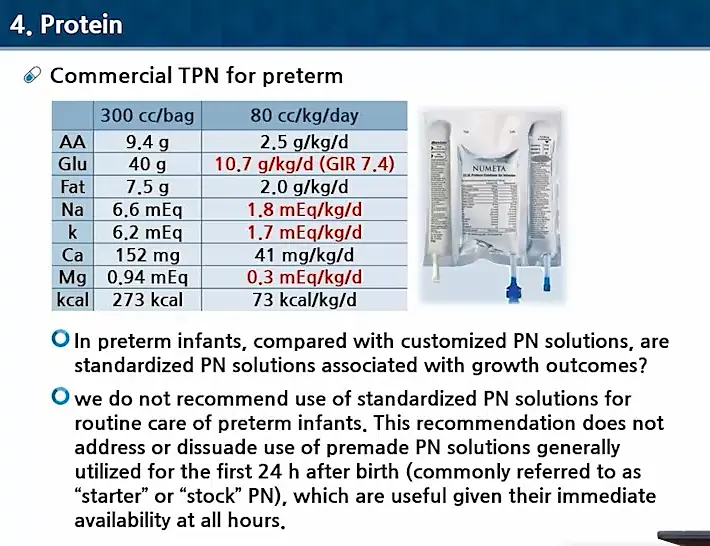 4. Protein
Commercial TPN for preterm
300 cc/bag 80 cc/kg/day
AA 9.4 g 2.5 g/kg/d
Glu 40 g 10.7 g/kg/d (GIR 7.4)
Fat 7.5 g 2.0 g/kg/d
Na 6.6 mEq 1.8 mEq/kg/d
k 6.2 mEq 1.7 mEq/kg/d
Ca 152 mg 41 mg/kg/d
Mg 0.94 mEq 0.3 mEq/kg/d
kcal 273 kcal 73 kcal/kg/d
NUMETA
In preterm infants, compared with customized PN solutions, are
standardized PN solutions associated with growth outcomes?
we do not recommend use of standardized PN solutions for
routine care of preterm infants. This recommendation does not
address or dissuade use of premade PN solutions generally
utilized for the first 24 h after birth (commonly referred to as
“starter” or “stock” PN), which are useful given their immediate
availability at all hours.